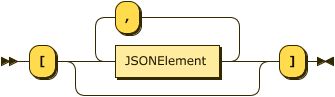 ,
[ JSONElement ]